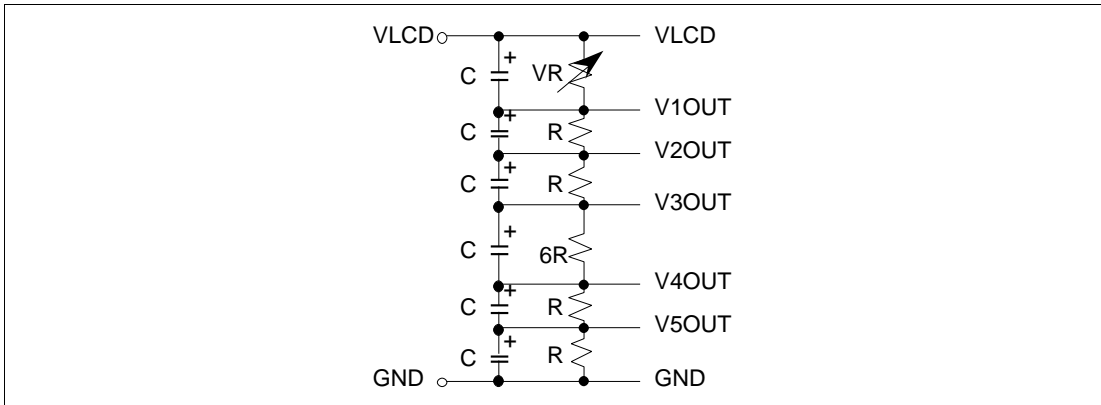 VLCD VLCD
+
C VR
V1OUT
+
C R
V2OUT
+
C R
V3OUT
+
C 6R
V4OUT
+
C R
V5OUT
+
C R
GND GND